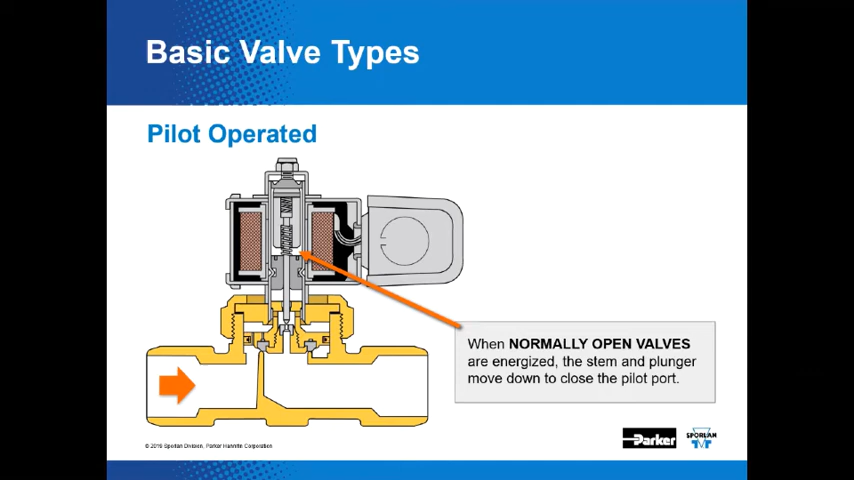 Basic Valve Types
Pilot Operated
When NORMALLY OPEN VALVES
are energized, the stem and plunger
move down to close the pilot port.
© 2016 Sporlan Division, Parker Hannifin Corporation
Parker
SPORLAN